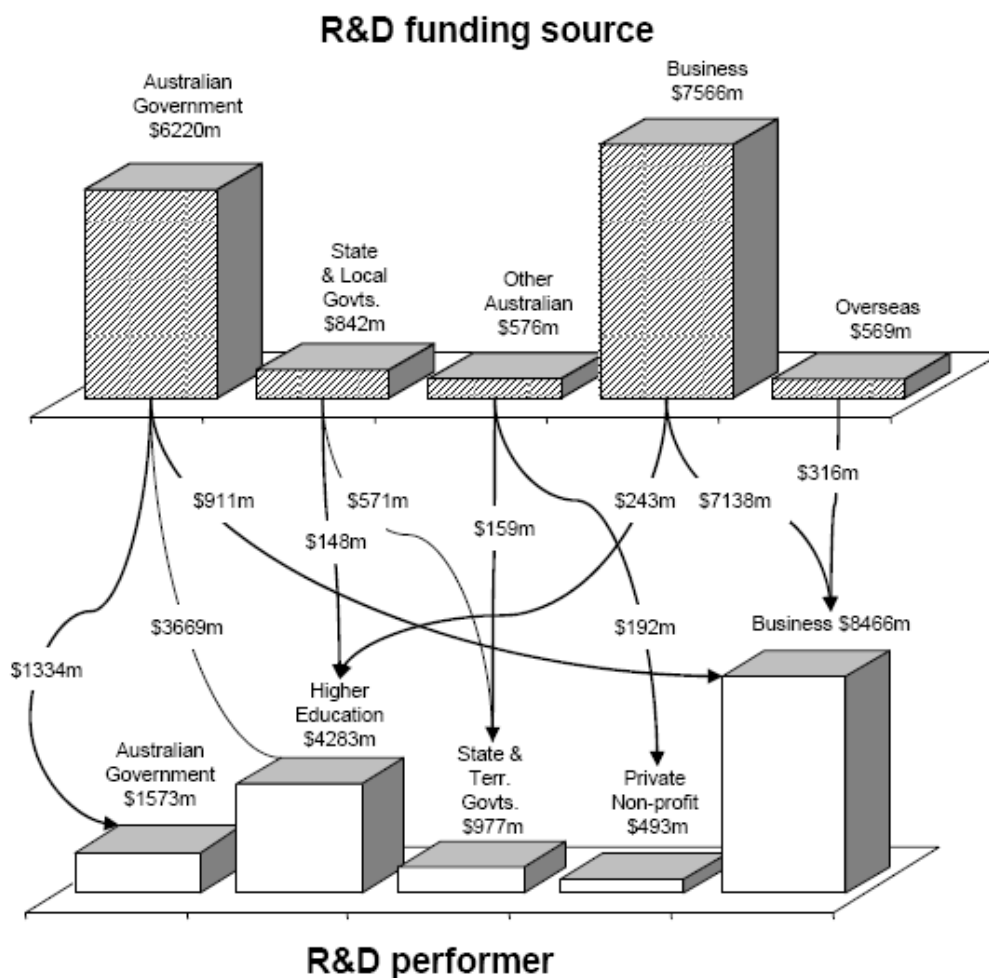 R&D funding source
Australian
Government
$6220m
State
& Local
Govts.
$842m
Other
Australian
$576m
Business
$7566m
Overseas
$569m
$911m
$571m
$148m
$159m
$243m
$7138m
$316m
$3669m
$1334m
$192m
Australian
Government
$1573m
Higher
Education
$4283m
State &
Terr.
Govts.
$977m
Private
Non-profit
$493m
Business $8466m
R&D performer